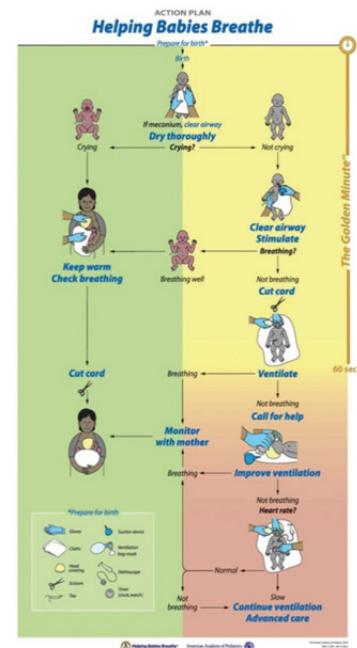 ACTION PLAN
Helping Babies Breathe
Prepare for birth*
Birth
If meconium, clear airway
Dry thoroughly
Crying
Crying?
Not crying
The Golden Minute®
Clear airway
Stimulate
Breathing?
Keep warm
Check breathing
Breathing well
Not breathing
Cut cord
60 sec
Cut cord
Breathing
Ventilate
Not breathing
Call for help
Monitor
with mother
Breathing
Improve ventilation
Not breathing
Heart rate?
*Prepare for birth
Gloves
Suction device
Cloths
Ventilation
bag-mask
Head
covering
Stethoscope
Scissors
Timer
(clock, watch)
Ties
Normal
Slow
Not
breathing
Continue ventilation
Advanced care
Helping Babies Breathe®
American Academy of Pediatrics